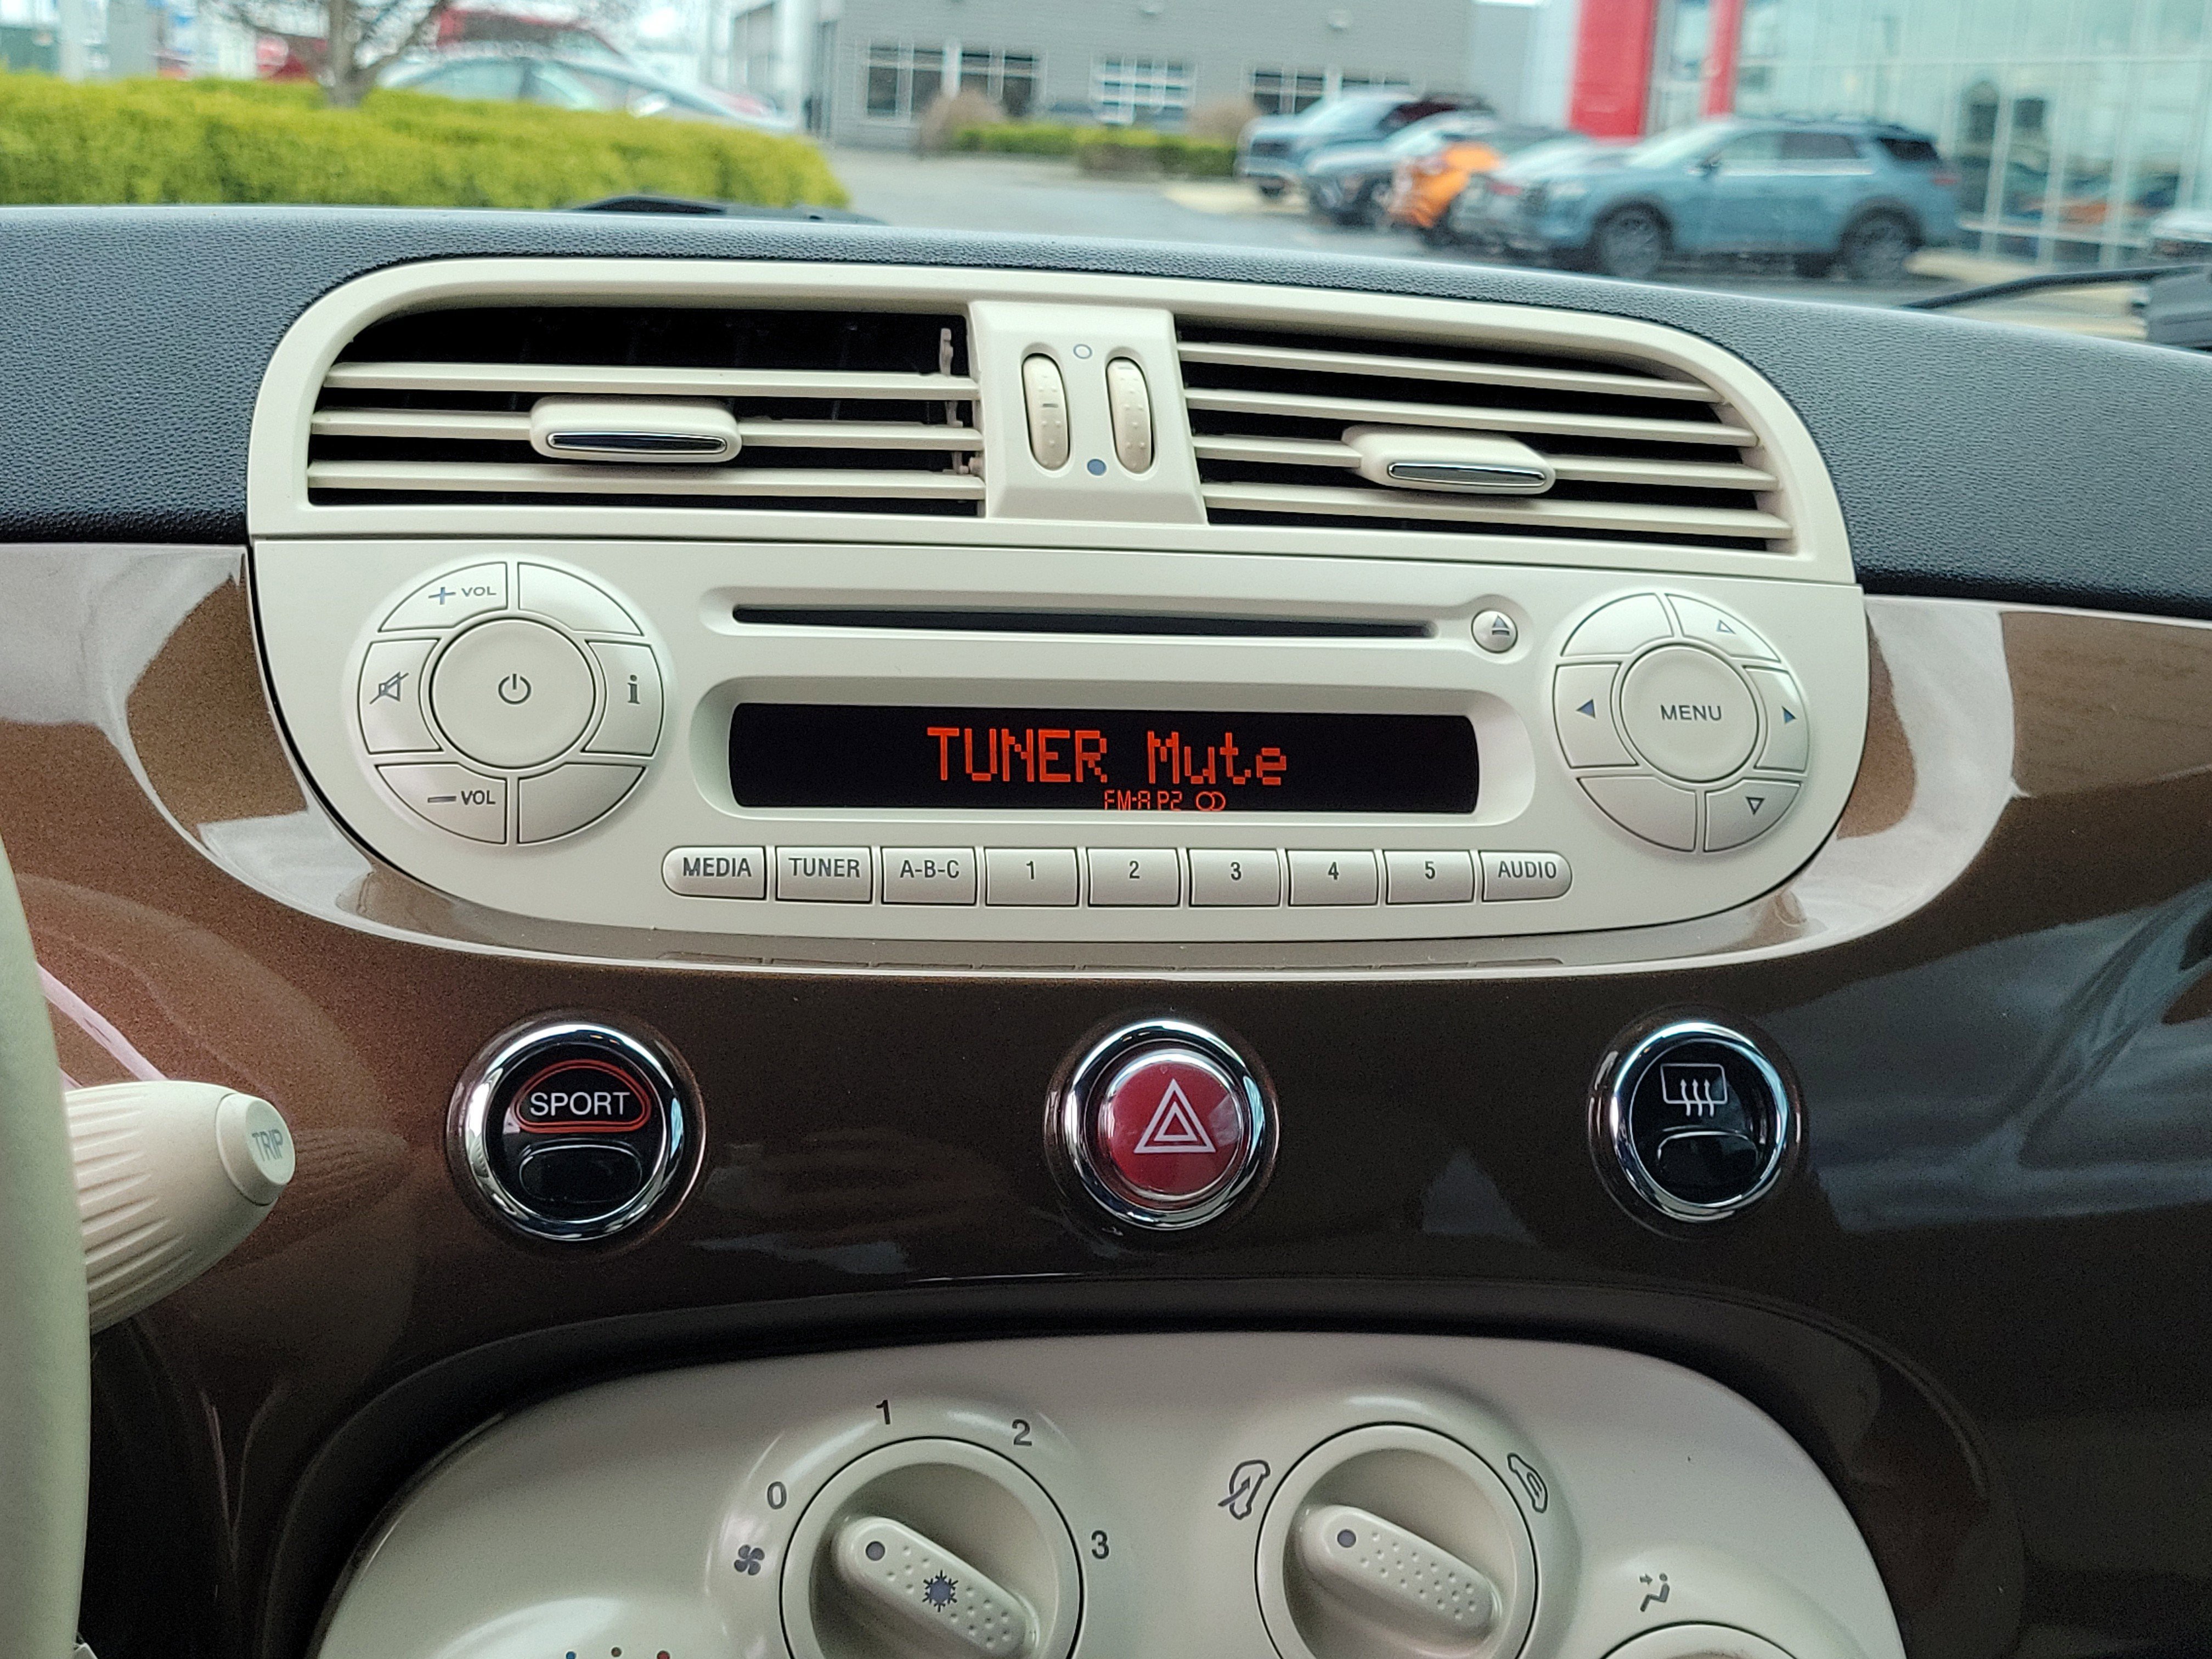 + VOL
i
MENU
TUNER Mute
FM-A P2
– VOL
MEDIA TUNER A-B-C 1 2 3 4 5 AUDIO
SPORT
TRIP
1
2
0
3